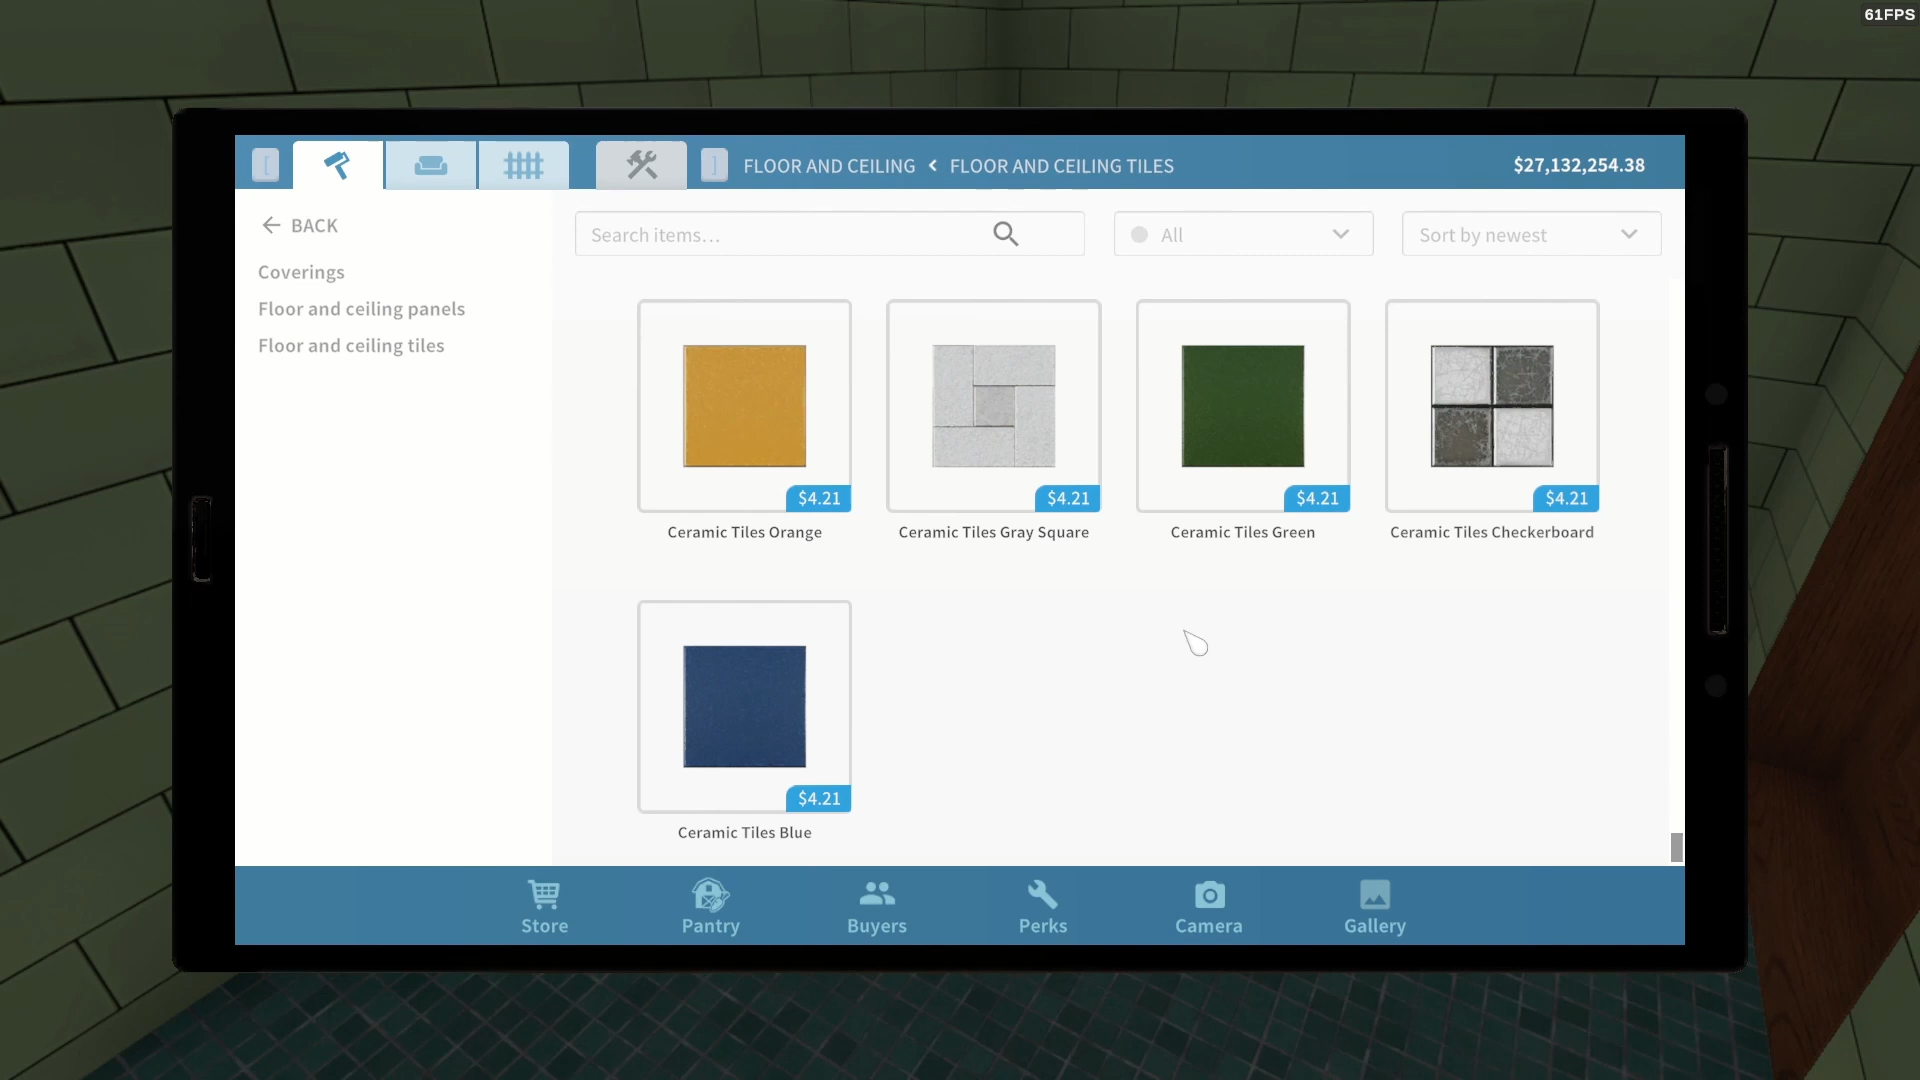 61FPS
[
]
FLOOR AND CEILING < FLOOR AND CEILING TILES
$27,132,254.38
BACK
Search items...
All
Sort by newest
Coverings
Floor and ceiling panels
Floor and ceiling tiles
$4.21
$4.21
$4.21
$4.21
Ceramic Tiles Orange
Ceramic Tiles Gray Square
Ceramic Tiles Green
Ceramic Tiles Checkerboard
$4.21
Ceramic Tiles Blue
Store
Pantry
Buyers
Perks
Camera
Gallery